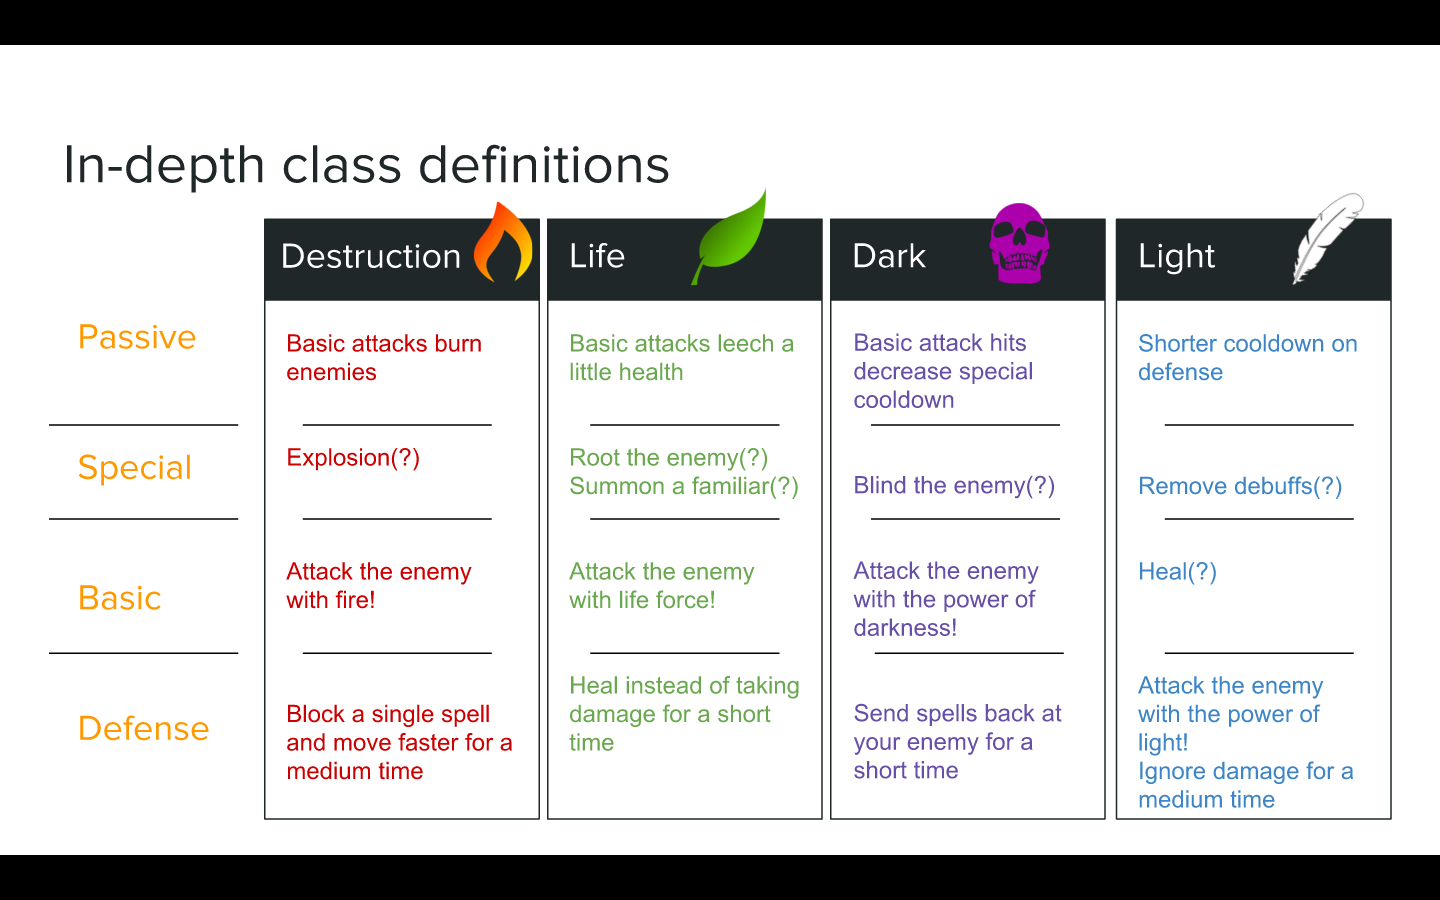 In-depth class definitions
Destruction
Life
Dark
Light
Passive
Basic attacks burn
enemies
Basic attacks leech a
little health
Basic attack hits
decrease special
cooldown
Shorter cooldown on
defense
Special
Explosion(?)
Root the enemy(?)
Summon a familiar(?)
Blind the enemy(?)
Remove debuffs(?)
Basic
Attack the enemy
with fire!
Attack the enemy
with life force!
Attack the enemy
with the power of
darkness!
Heal(?)
Defense
Block a single spell
and move faster for a
medium time
Heal instead of taking
damage for a short
time
Send spells back at
your enemy for a
short time
Attack the enemy
with the power of
light!
Ignore damage for a
medium time